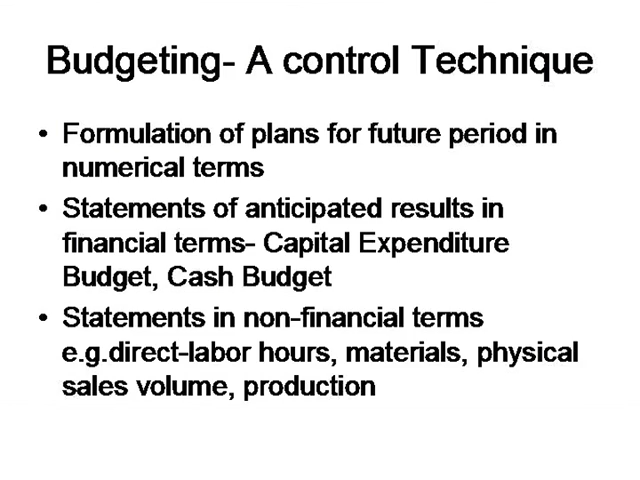 Budgeting- A control Technique
• Formulation of plans for future period in
numerical terms
• Statements of anticipated results in
financial terms- Capital Expenditure
Budget, Cash Budget
• Statements in non-financial terms
e.g.direct-labor hours, materials, physical
sales volume, production